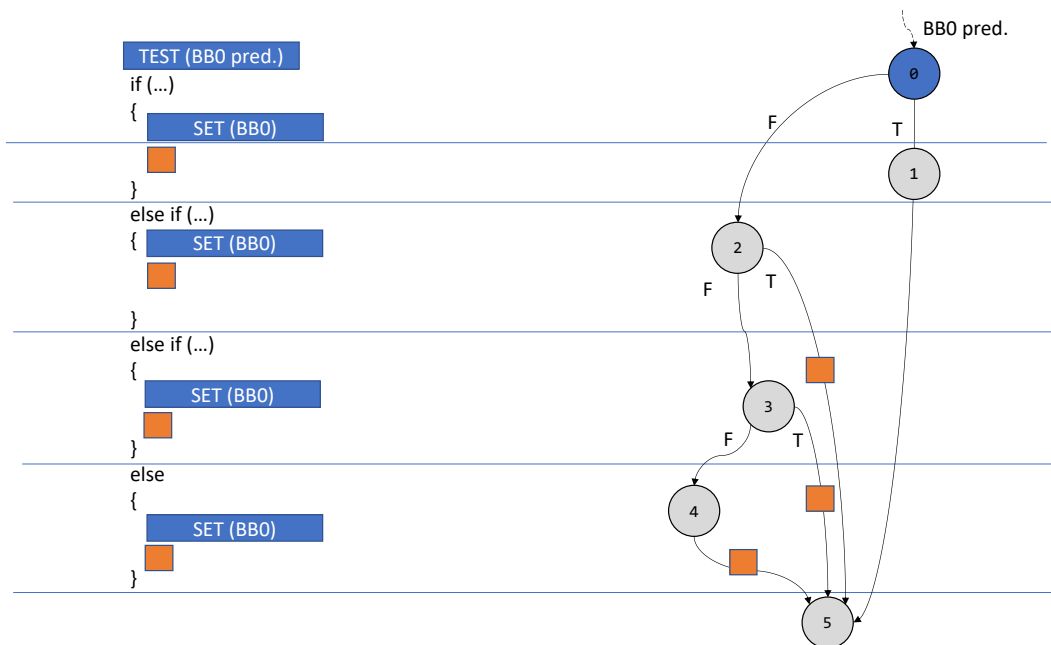 BB0 pred.
TEST (BB0 pred.)
if (...)
{
SET (BB0)
}
else if (...)
{
SET (BB0)
}
else if (...)
{
SET (BB0)
}
else
{
SET (BB0)
}
0
F
T
1
2
F
T
3
F
T
4
5